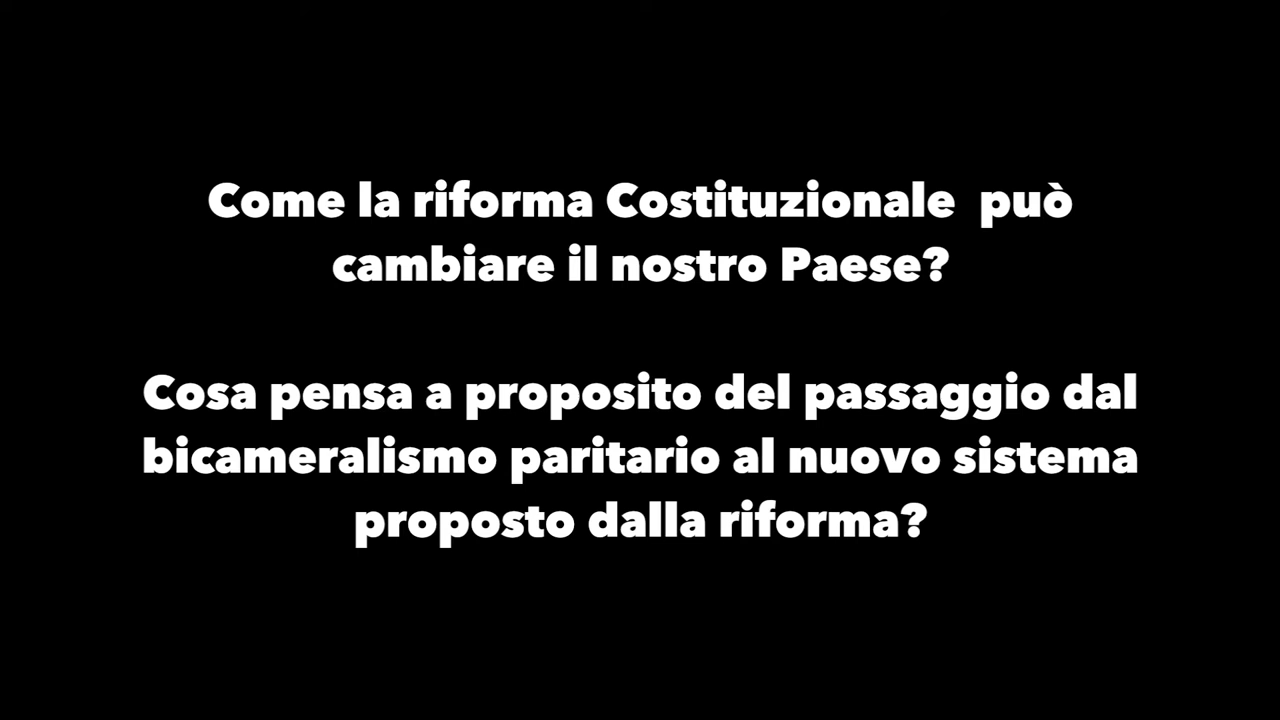 Come la riforma Costituzionale  può
cambiare il nostro Paese?
Cosa pensa a proposito del passaggio dal
bicameralismo paritario al nuovo sistema
proposto dalla riforma?